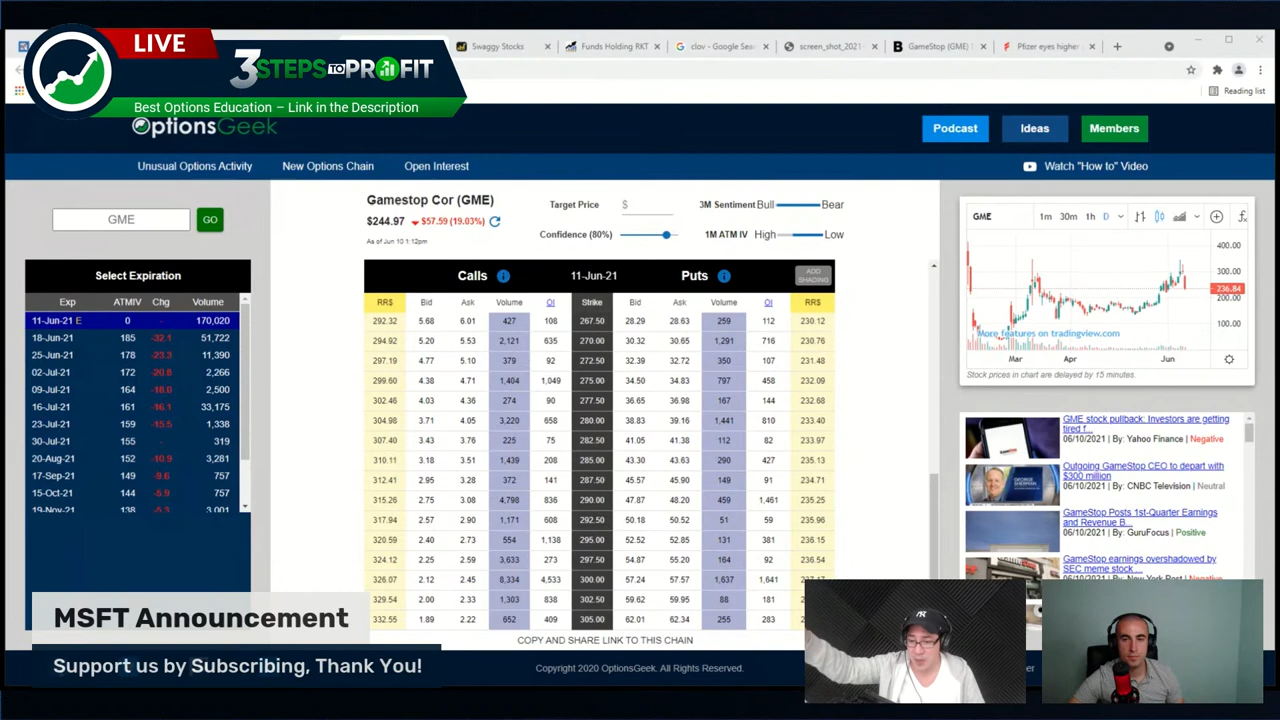 LIVE
3STEPS TO PROFIT
Best Options Education – Link in the Description
Swaggy Stocks
Funds Holding RKT
clov - Google Sea
screen_shot_2021
GameStop (GME)
Pfizer eyes higher
Reading list
OptionsGeek
Podcast
Ideas
Members
Unusual Options Activity
New Options Chain
Open Interest
Watch "How to" Video
GME
GO
Gamestop Cor (GME)
$244.97 $57.59 (19.03%)
As of Jun 10 1:12pm
Target Price $
Confidence (80%)
3M Sentiment Bull Bear
1M ATM IV High Low
Select Expiration
Exp ATMIV Chg Volume
11-Jun-21 E 0 - 170,020
18-Jun-21 185 -32.1 51,722
25-Jun-21 178 -23.3 11,390
02-Jul-21 172 -20.8 2,266
09-Jul-21 164 -18.0 2,500
16-Jul-21 161 -16.1 33,175
23-Jul-21 159 -15.5 1,338
30-Jul-21 155 - 319
20-Aug-21 152 -10.9 3,281
17-Sep-21 146 -9.6 757
15-Oct-21 144 -5.9 757
19-Nov-21 138 -5.3 3,001
Calls 11-Jun-21 Puts ADD SHADING
RR$ Bid Ask Volume OI Strike Bid Ask Volume OI RR$
292.32 5.68 6.01 427 108 267.50 28.29 28.63 259 112 230.12
294.92 5.20 5.53 2,121 635 270.00 30.32 30.65 1,291 716 230.76
297.19 4.77 5.10 379 92 272.50 32.39 32.72 350 107 231.48
299.60 4.38 4.71 1,404 1,049 275.00 34.50 34.83 797 458 232.09
302.46 4.03 4.36 274 90 277.50 36.65 36.98 167 144 232.68
304.98 3.71 4.05 3,220 658 280.00 38.83 39.16 1,441 810 233.40
307.40 3.43 3.76 225 75 282.50 41.05 41.38 112 82 233.97
310.11 3.18 3.51 1,439 208 285.00 43.30 43.63 290 427 235.13
312.41 2.95 3.28 372 141 287.50 45.57 45.90 149 91 234.71
315.26 2.75 3.08 4,798 836 290.00 47.87 48.20 459 1,461 235.25
317.94 2.57 2.90 1,171 608 292.50 50.18 50.52 51 59 235.96
320.59 2.40 2.73 554 1,138 295.00 52.52 52.85 131 381 236.15
324.12 2.25 2.59 3,633 273 297.50 54.87 55.20 164 92 236.54
326.07 2.12 2.45 8,334 4,533 300.00 57.24 57.57 1,637 1,641
329.54 2.00 2.33 1,303 838 302.50 59.62 59.95 88 181
332.55 1.89 2.22 652 409 305.00 62.01 62.34 255 283
COPY AND SHARE LINK TO THIS CHAIN
GME 1m 30m 1h D
400.00
300.00
236.84
200.00
100.00
More features on tradingview.com
Mar Apr Jun
Stock prices in chart are delayed by 15 minutes.
GME stock pullback: Investors are getting
tired f...
06/10/2021 | By: Yahoo Finance | Negative
Outgoing GameStop CEO to depart with
$300 million
06/10/2021 | By: CNBC Television | Neutral
GameStop Posts 1st-Quarter Earnings
and Revenue B...
06/10/2021 | By: GuruFocus | Positive
GameStop earnings overshadowed by
SEC meme stock ...
MSFT Announcement
Support us by Subscribing, Thank You!
Copyright 2020 OptionsGeek. All Rights Reserved.